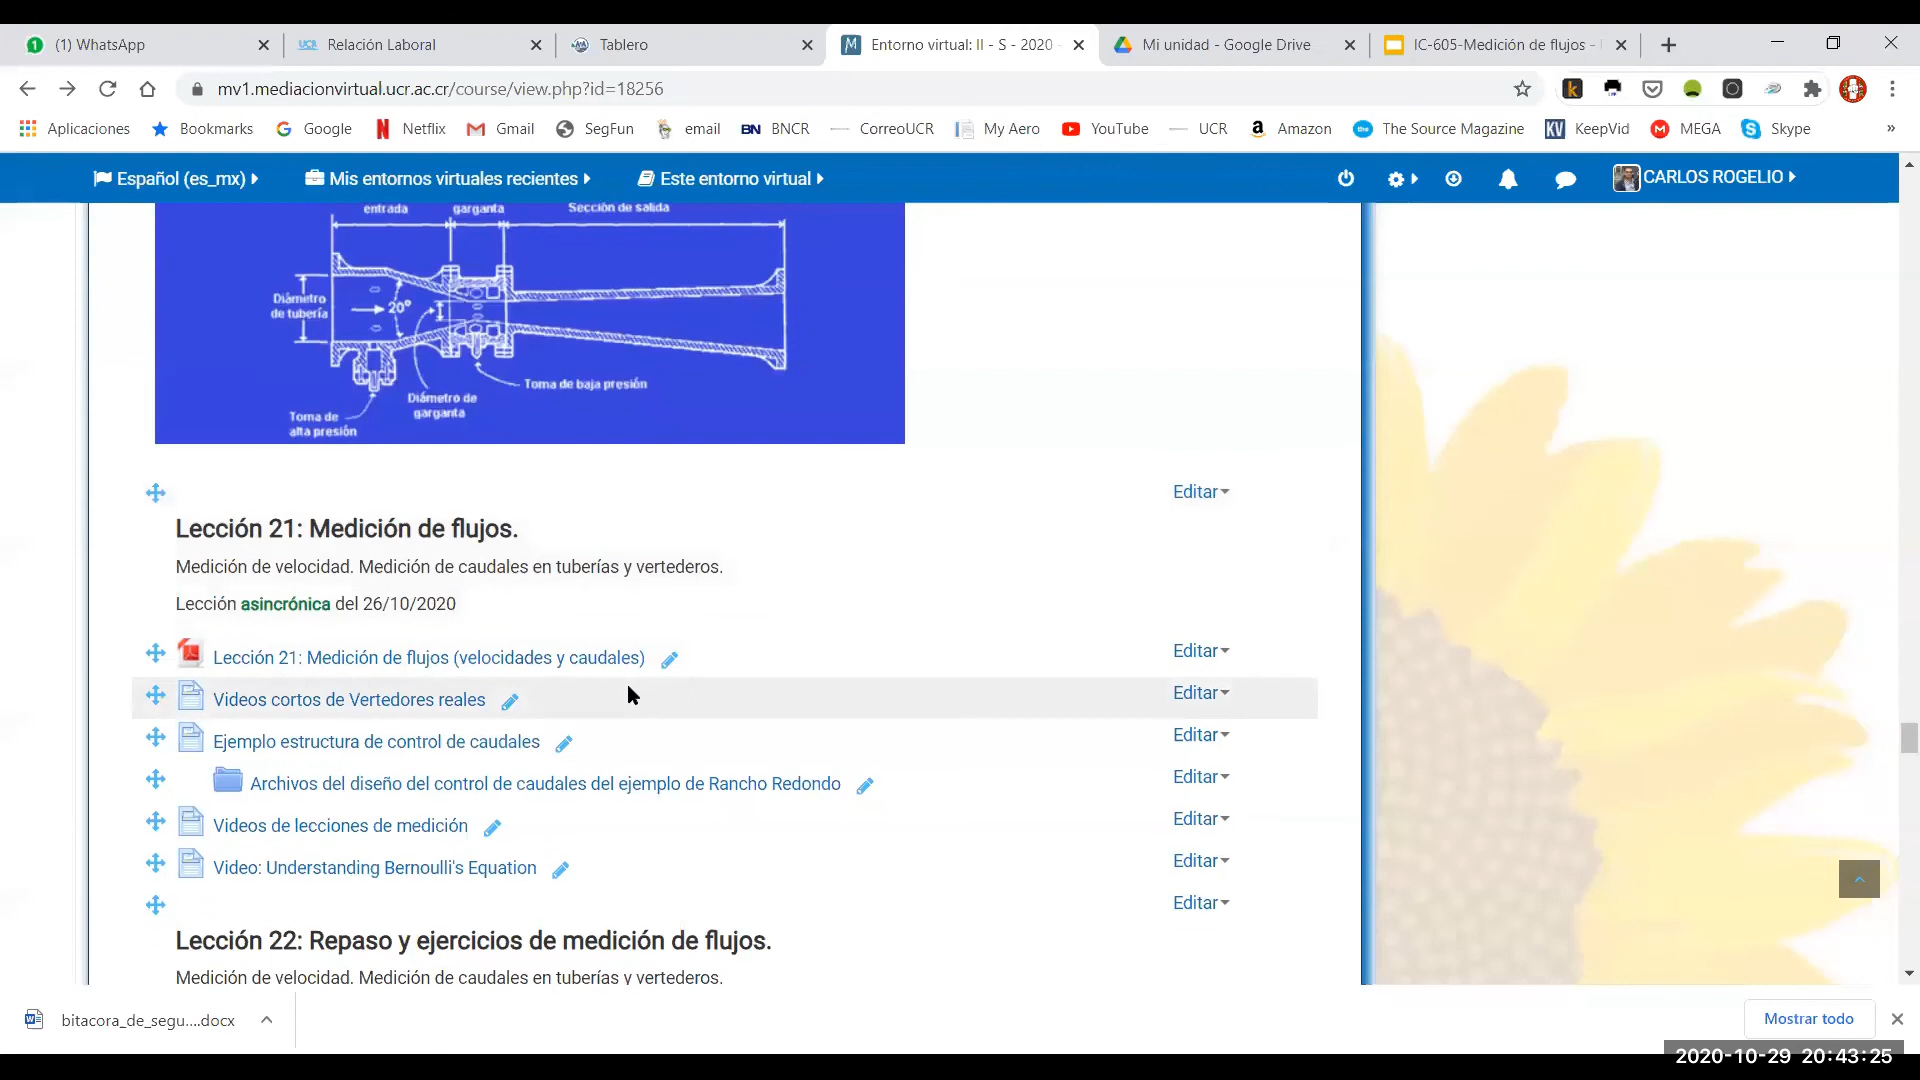 (1) WhatsApp
Relación Laboral
Tablero
Entorno virtual: II - S - 2020
Mi unidad - Google Drive
IC-605-Medición de flujos -
mv1.mediacionvirtual.ucr.ac.cr/course/view.php?id=18256
Aplicaciones
Bookmarks
Google
Netflix
Gmail
SegFun
email
BN BNCR
CorreoUCR
My Aero
YouTube
UCR
Amazon
The Source Magazine
KV KeepVid
MEGA
Skype
»
Español (es_mx)
Mis entornos virtuales recientes
Este entorno virtual
CARLOS ROGELIO
entrada
garganta
Sección de salida
Diámetro
de tubería
20°
Toma de baja presión
Diámetro de
garganta
Toma de
alta presión
Editar
Lección 21: Medición de flujos.
Medición de velocidad. Medición de caudales en tuberías y vertederos.
Lección asincrónica del 26/10/2020
Lección 21: Medición de flujos (velocidades y caudales) Editar
Videos cortos de Vertedores reales Editar
Ejemplo estructura de control de caudales Editar
Archivos del diseño del control de caudales del ejemplo de Rancho Redondo Editar
Videos de lecciones de medición Editar
Video: Understanding Bernoulli's Equation Editar
Editar
Lección 22: Repaso y ejercicios de medición de flujos.
Medición de velocidad. Medición de caudales en tuberías y vertederos.
bitacora_de_segu....docx
Mostrar todo
2020-10-29 20:43:25